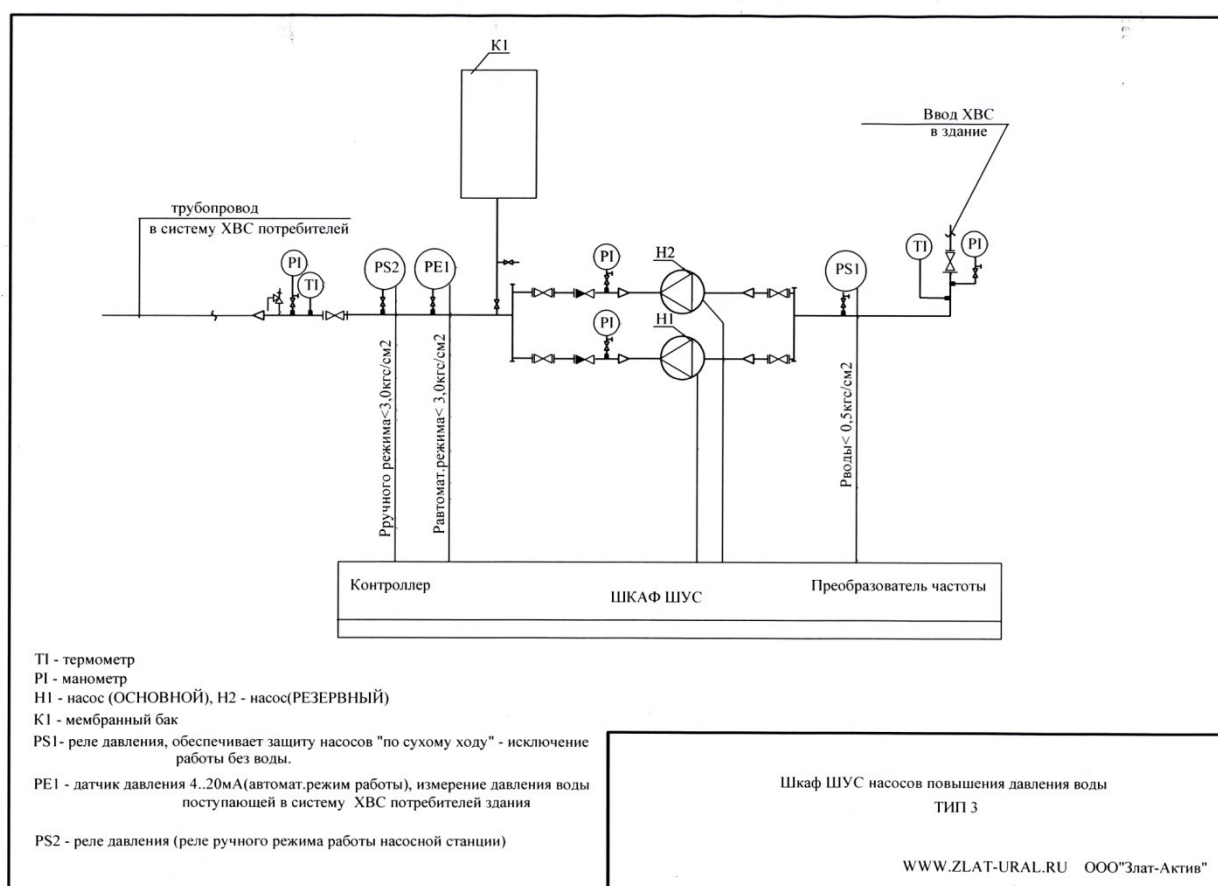 К1
Ввод ХВС
в здание
трубопровод
в систему ХВС потребителей
PI
TI
PS2
PE1
PI
H2
PS1
TI
PI
PI
H1
Рручного режима<3,0кгс/см2
Равтомат.режима< 3,0кгс/см2
Рводы< 0,5кгс/см2
Контроллер
ШКАФ ШУС
Преобразователь частоты
TI - термометр
PI - манометр
Н1 - насос (ОСНОВНОЙ), Н2 - насос(РЕЗЕРВНЫЙ)
К1 - мембранный бак
PS1- реле давления, обеспечивает защиту насосов "по сухому ходу" - исключение
работы без воды.
PE1 - датчик давления 4..20мА(автомат.режим работы), измерение давления воды
поступающей в систему ХВС потребителей здания
PS2 - реле давления (реле ручного режима работы насосной станции)
Шкаф ШУС насосов повышения давления воды
ТИП 3
WWW.ZLAT-URAL.RU ООО"Злат-Актив"